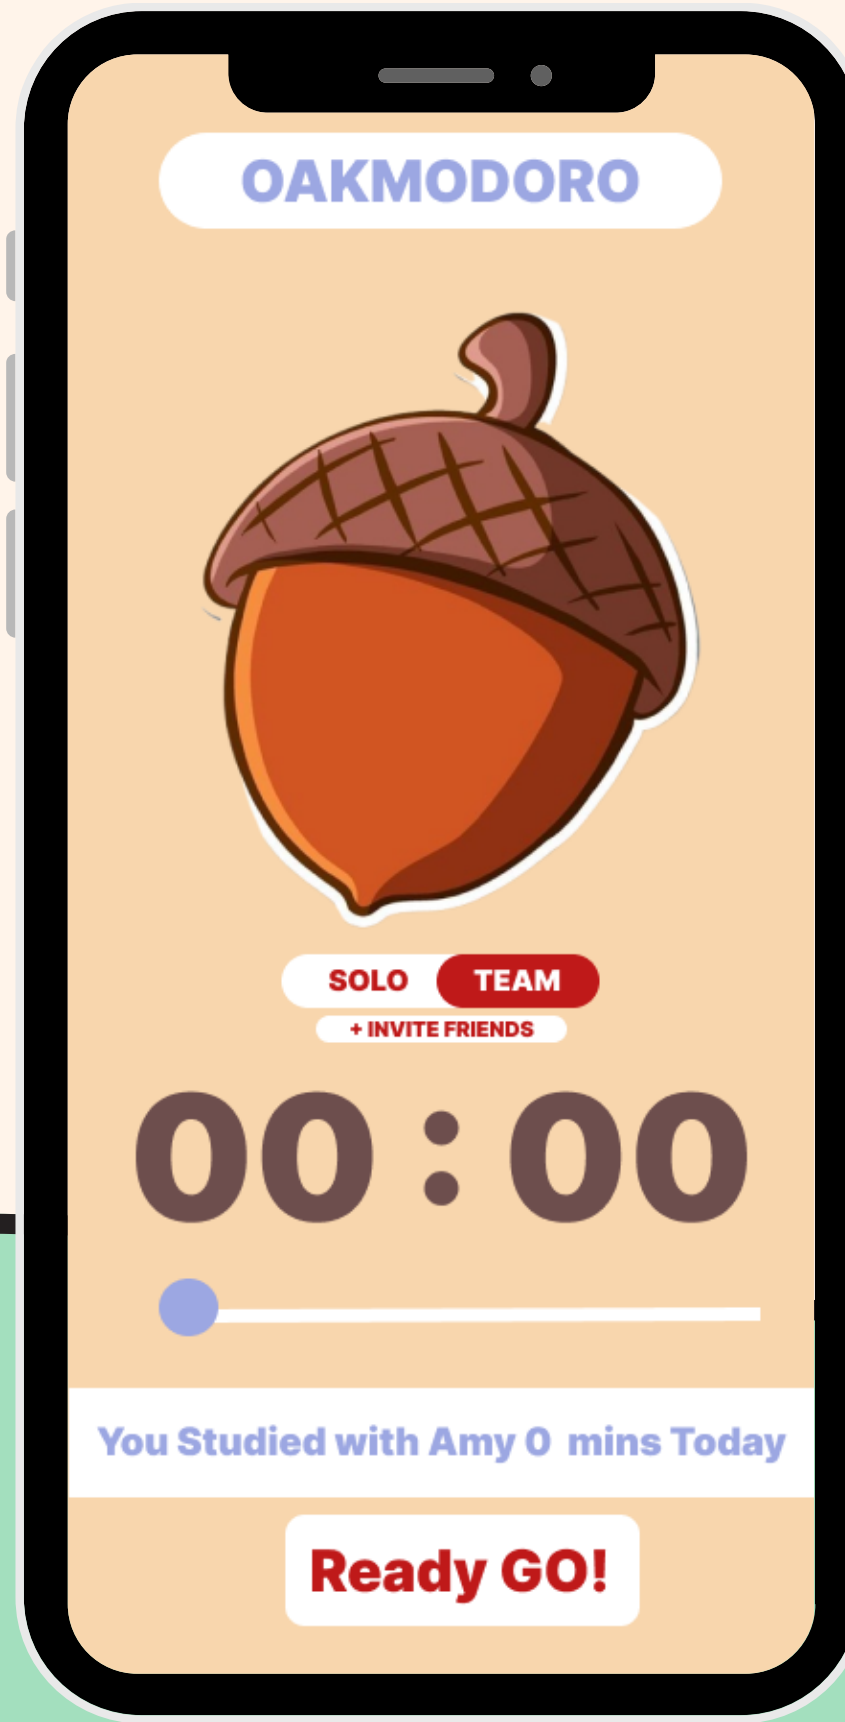 OAKMODORO
SOLO TEAM
+ INVITE FRIENDS
00 : 00
You Studied with Amy 0 mins Today
Ready GO!